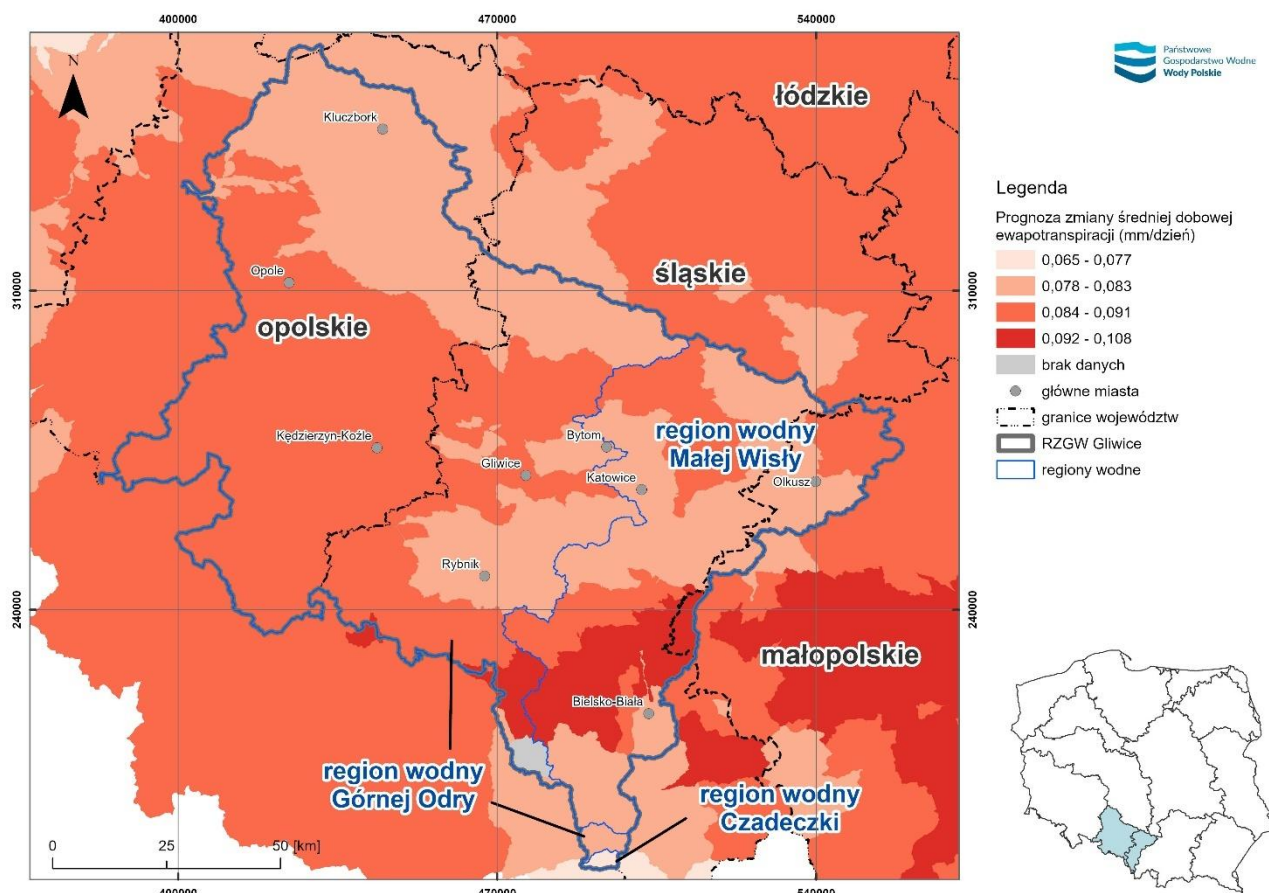 400000
470000
540000
N
łódzkie
Kluczbork
Opole
opolskie
śląskie
310000
310000
Kędzierzyn-Koźle
Gliwice
Bytom
Katowice
region wodny
Małej Wisły
Olkusz
Rybnik
240000
240000
małopolskie
Bielsko-Biała
region wodny
Górnej Odry
region wodny
Czadeczki
0
25
50 [km]
400000
470000
540000
Państwowe
Gospodarstwo Wodne
Wody Polskie
Legenda
Prognoza zmiany średniej dobowej
ewapotranspiracji (mm/dzień)
0,065 - 0,077
0,078 - 0,083
0,084 - 0,091
0,092 - 0,108
brak danych
główne miasta
granice województw
RZGW Gliwice
regiony wodne